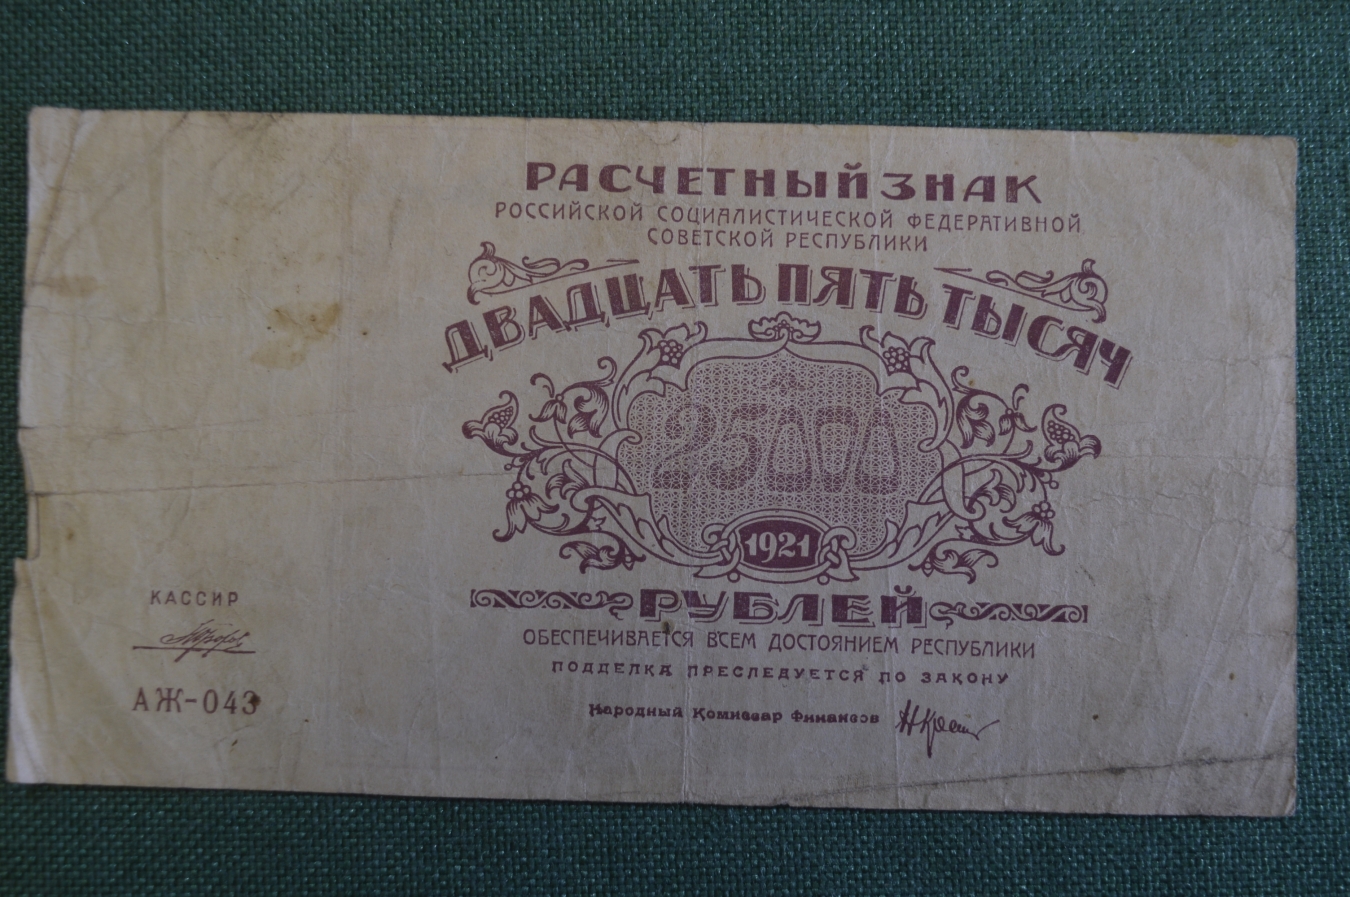 РАСЧЕТНЫЙ ЗНАК
РОССИЙСКОЙ СОЦИАЛИСТИЧЕСКОЙ ФЕДЕРАТИВНОЙ
СОВЕТСКОЙ РЕСПУБЛИКИ
ДВАДЦАТЬ ПЯТЬ ТЫСЯЧ
25000
1921
РУБЛЕЙ
ОБЕСПЕЧИВАЕТСЯ ВСЕМ ДОСТОЯНИЕМ РЕСПУБЛИКИ
ПОДДЕЛКА ПРЕСЛЕДУЕТСЯ ПО ЗАКОНУ
Народный Комиссар Финансов
КАССИР
АЖ-043